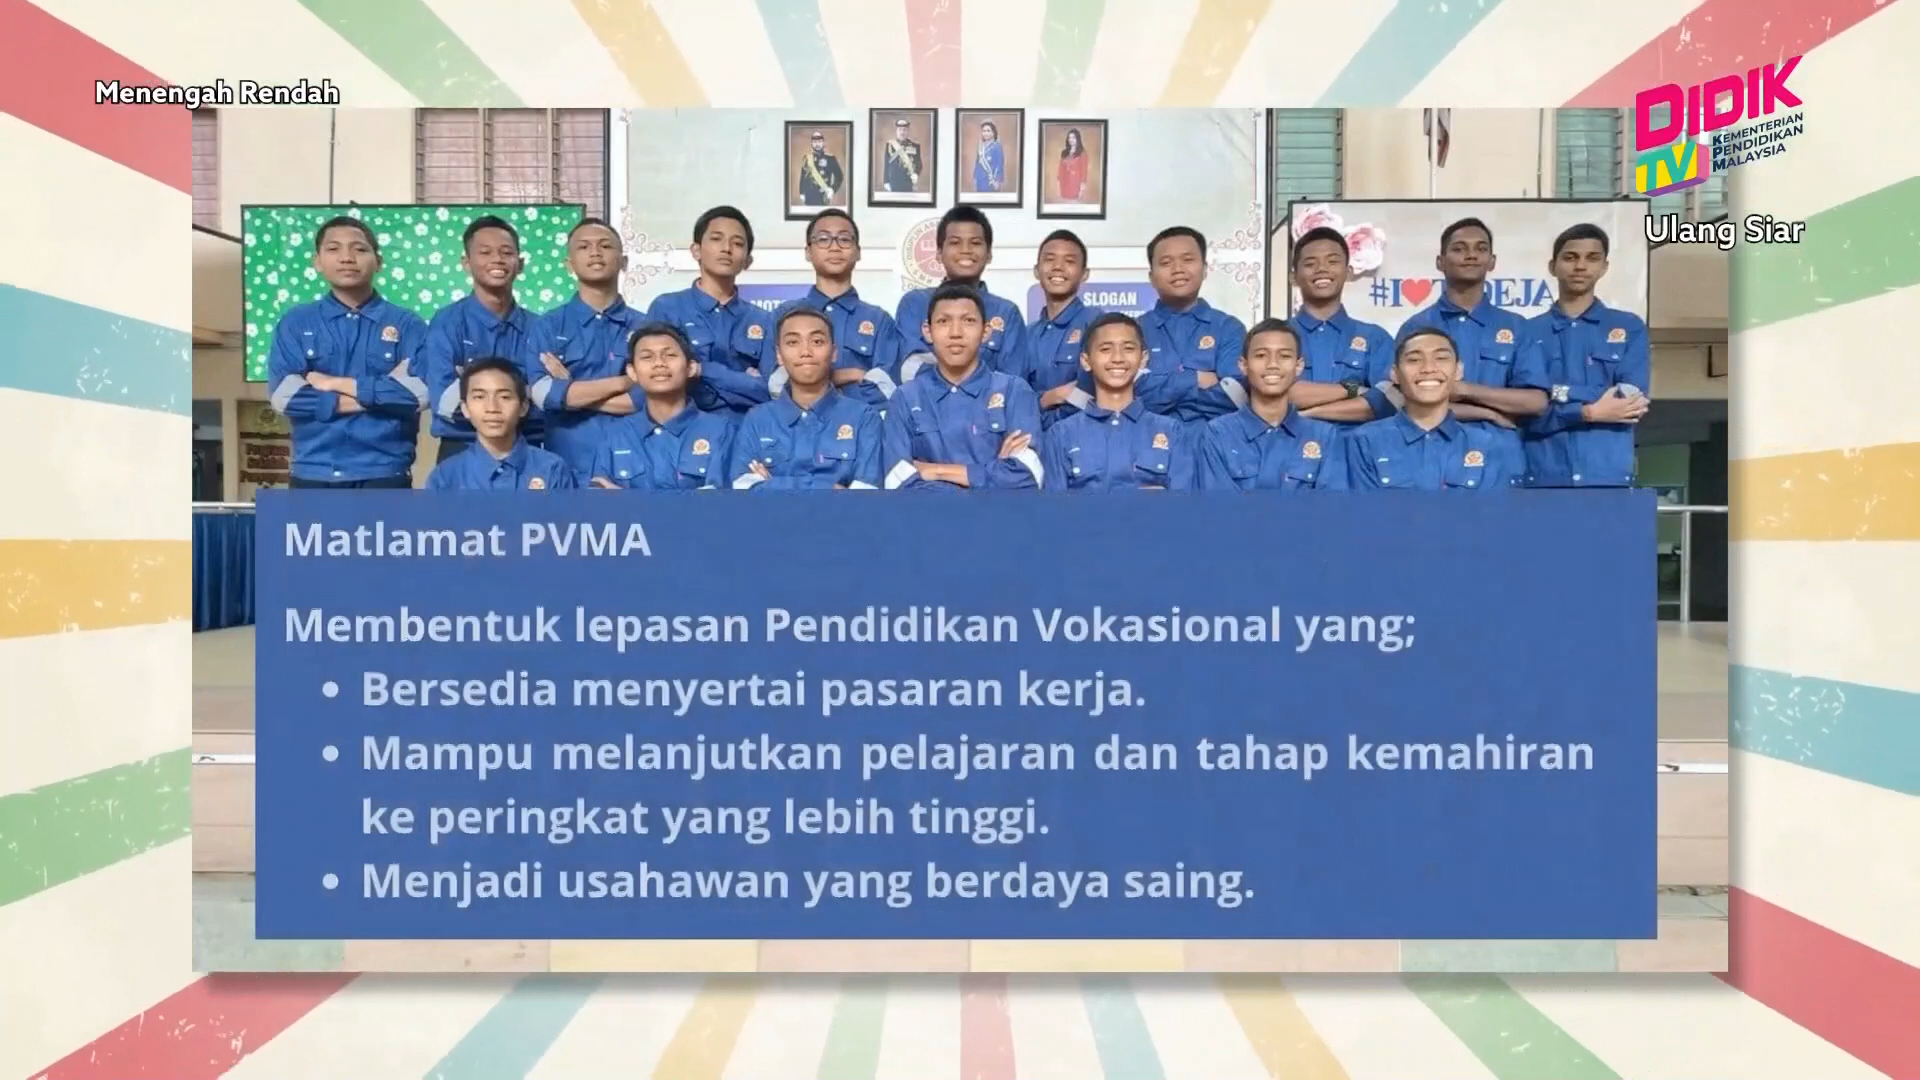 Menengah Rendah
DIDIK
TV
KEMENTERIAN
PENDIDIKAN
MALAYSIA
Ulang Siar
SLOGAN
Matlamat PVMA
Membentuk lepasan Pendidikan Vokasional yang;
• Bersedia menyertai pasaran kerja.
• Mampu melanjutkan pelajaran dan tahap kemahiran
ke peringkat yang lebih tinggi.
• Menjadi usahawan yang berdaya saing.